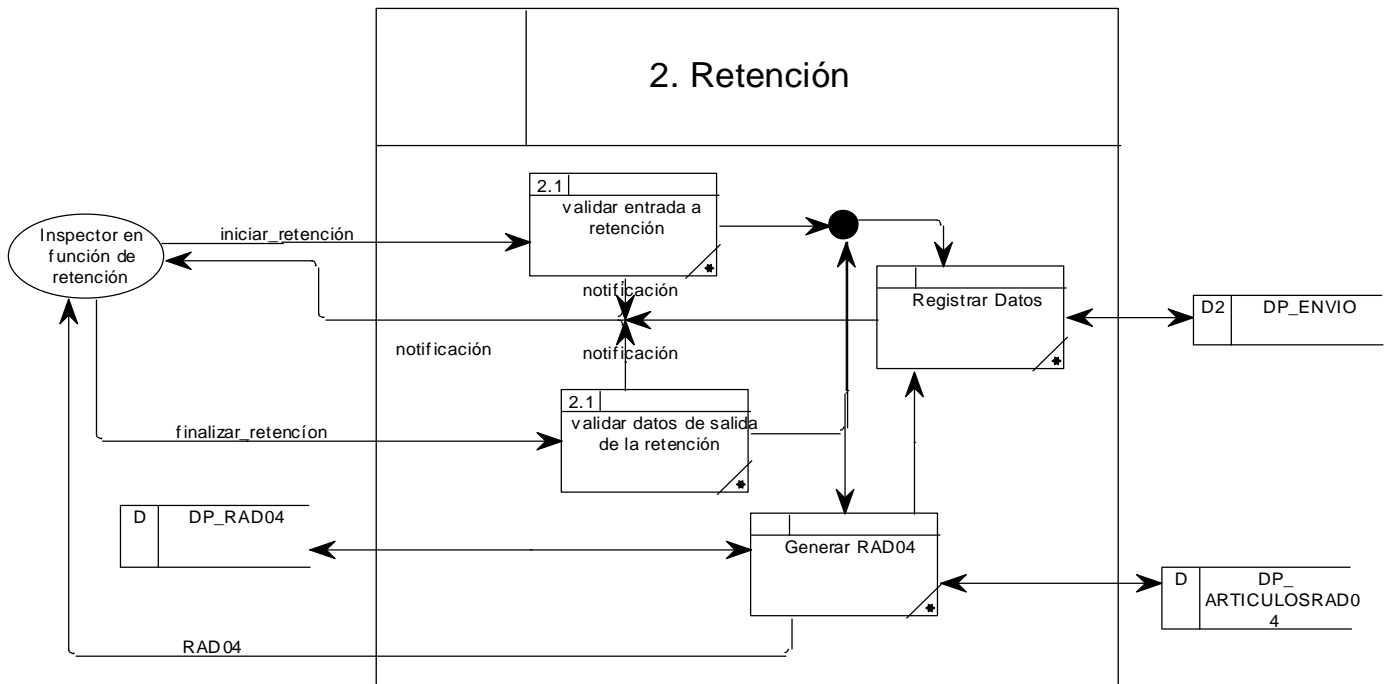 2. Retención
2.1
validar entrada a
retención
Inspector en
función de
retención
iniciar_retención
notificación
Registrar Datos
D2
DP_ENVIO
notificación
notificación
2.1
validar datos de salida
de la retención
finalizar_retencíon
D
DP_RAD04
Generar RAD04
D
DP_
ARTICULOSRAD0
4
RAD04